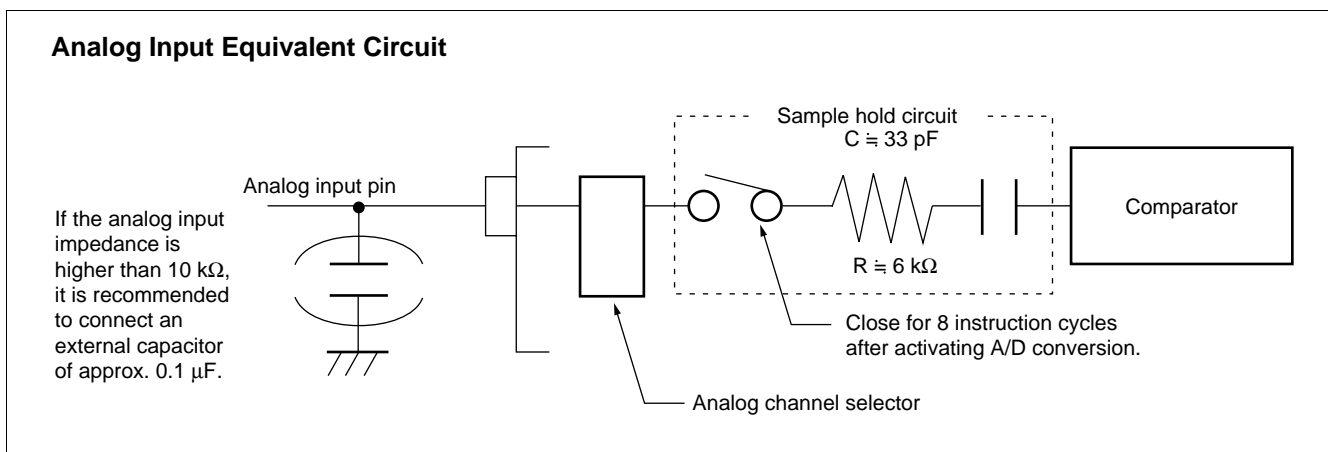 Analog Input Equivalent Circuit
Sample hold circuit
C ≒ 33 pF
Analog input pin
Comparator
If the analog input
impedance is
higher than 10 kΩ,
it is recommended
to connect an
external capacitor
of approx. 0.1 μF.
R ≒ 6 kΩ
Close for 8 instruction cycles
after activating A/D conversion.
Analog channel selector